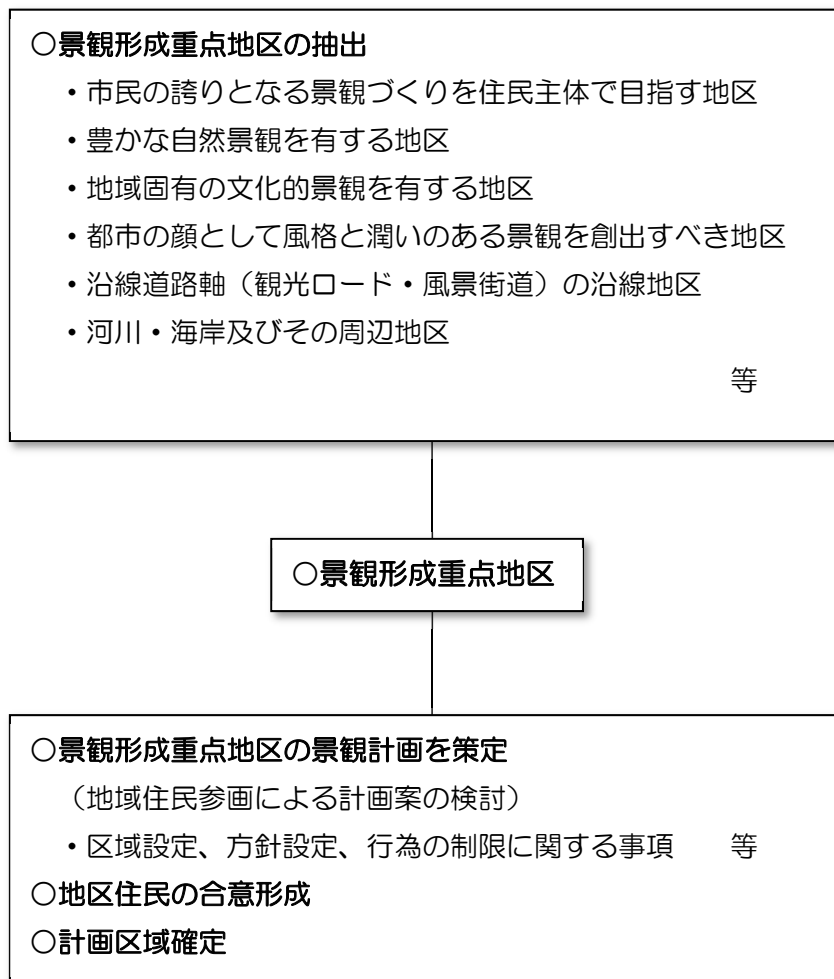 ○景観形成重点地区の抽出
・市民の誇りとなる景観づくりを住民主体で目指す地区
・豊かな自然景観を有する地区
・地域固有の文化的景観を有する地区
・都市の顔として風格と潤いのある景観を創出すべき地区
・沿線道路軸（観光ロード・風景街道）の沿線地区
・河川・海岸及びその周辺地区
等
○景観形成重点地区
○景観形成重点地区の景観計画を策定
（地域住民参画による計画案の検討）
・区域設定、方針設定、行為の制限に関する事項　　等
○地区住民の合意形成
○計画区域確定